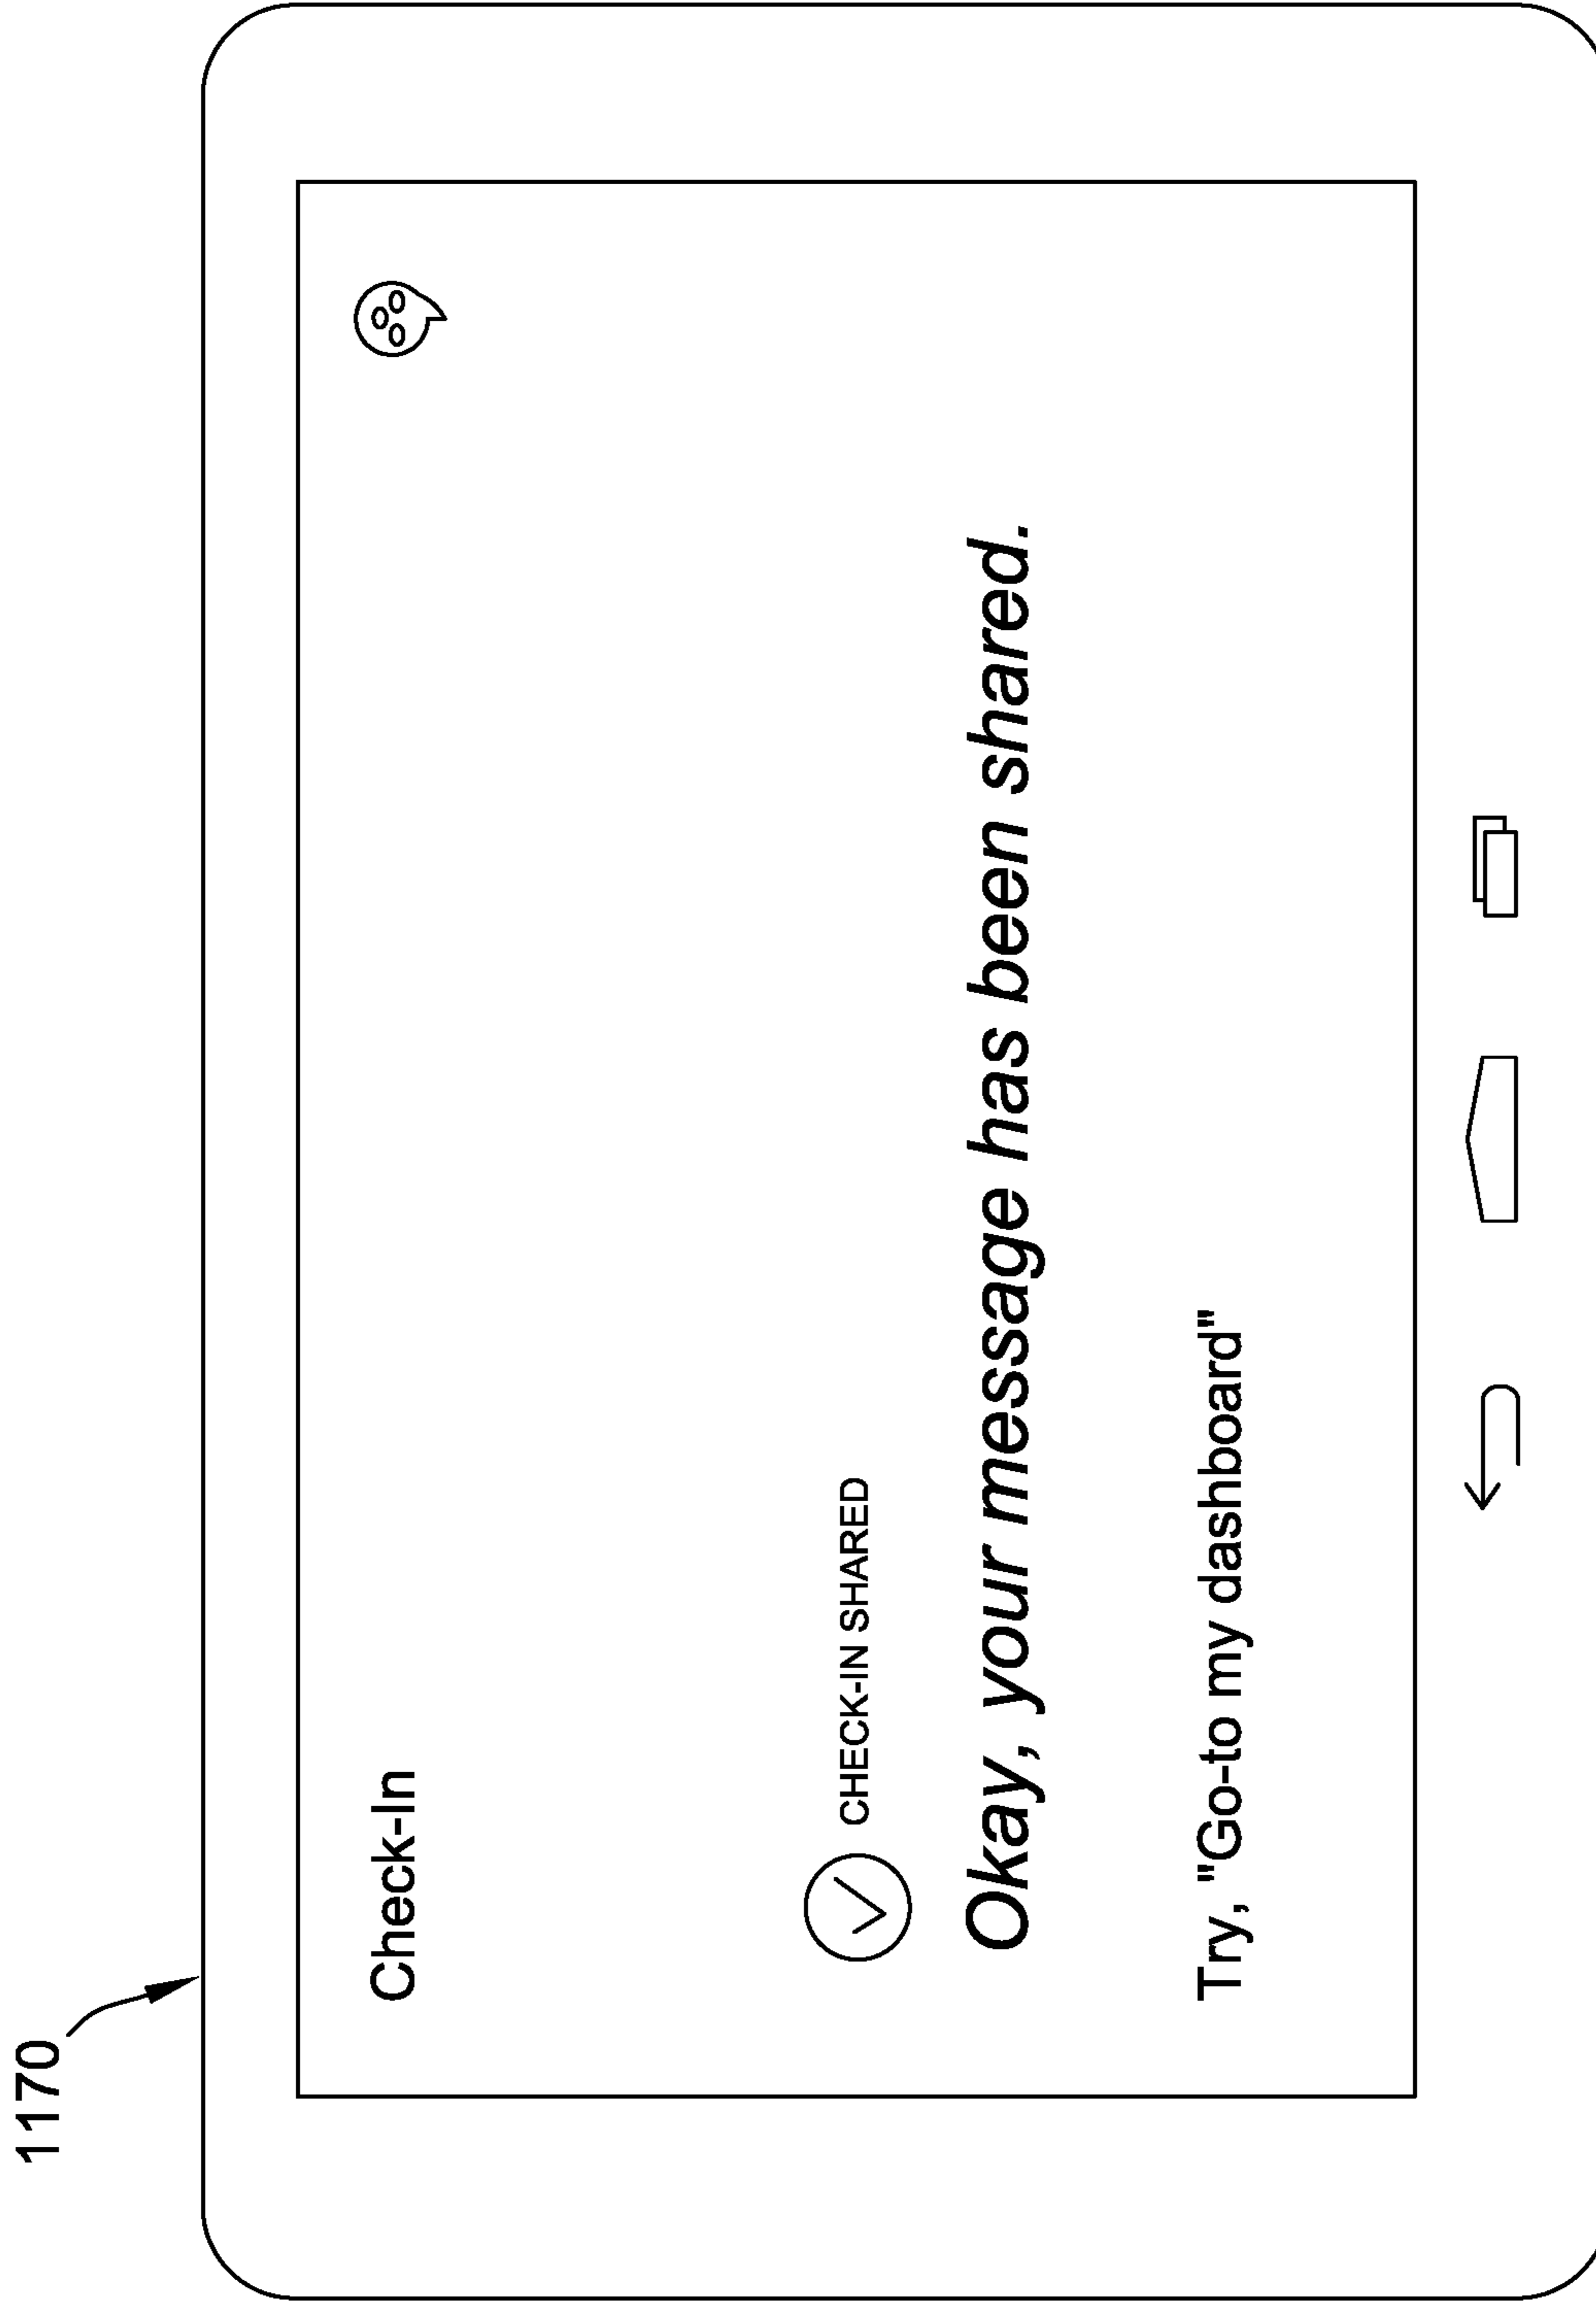 1170
Check-In
CHECK-IN SHARED
Okay, your message has been shared.
Try, "Go-to my dashboard"